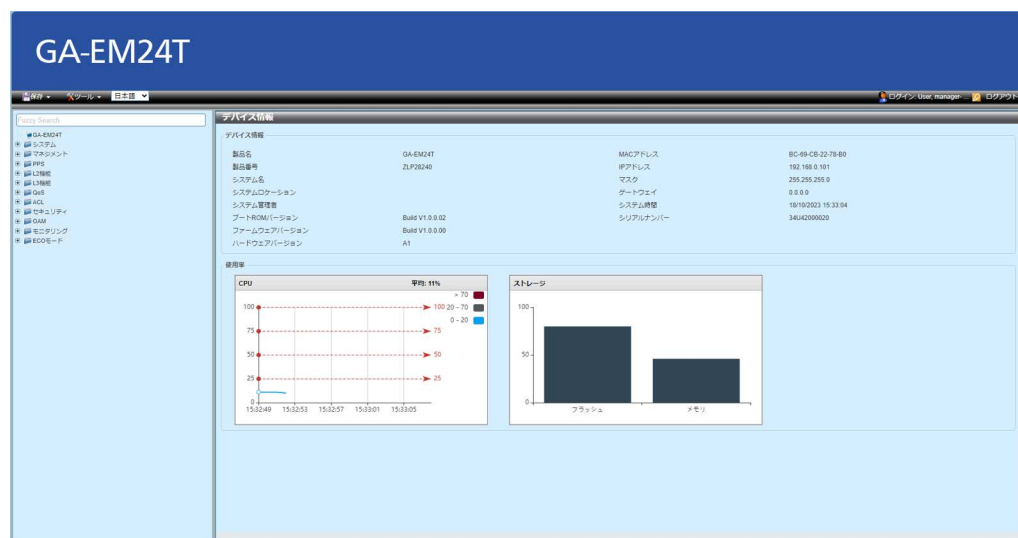 GA-EM24T
保存 ツール 日本語 ログイン: User, manager-... ログアウト
Fuzzy Search
GA-EM24T
システム
マネジメント
PPS
L2機能
L3機能
QoS
ACL
セキュリティ
OAM
モニタリング
ECOモード
デバイス情報
デバイス情報
製品名 GA-EM24T MACアドレス BC-69-CB-22-78-B0
製品番号 ZLP28240 IPアドレス 192.168.0.101
システム名 マスク 255.255.255.0
システムロケーション ゲートウェイ 0.0.0.0
システム管理者 システム時間 18/10/2023 15:33:04
ブートROMバージョン Build V1.0.0.02 シリアルナンバー 34U42000020
ファームウェアバージョン Build V1.0.0.00
ハードウェアバージョン A1
使用率
CPU 平均: 11%
> 70
20 - 70
0 - 20
100 100
75 75
50 50
25 25
0
15:32:49 15:32:53 15:32:57 15:33:01 15:33:05
ストレージ
100
50
0
フラッシュ メモリ